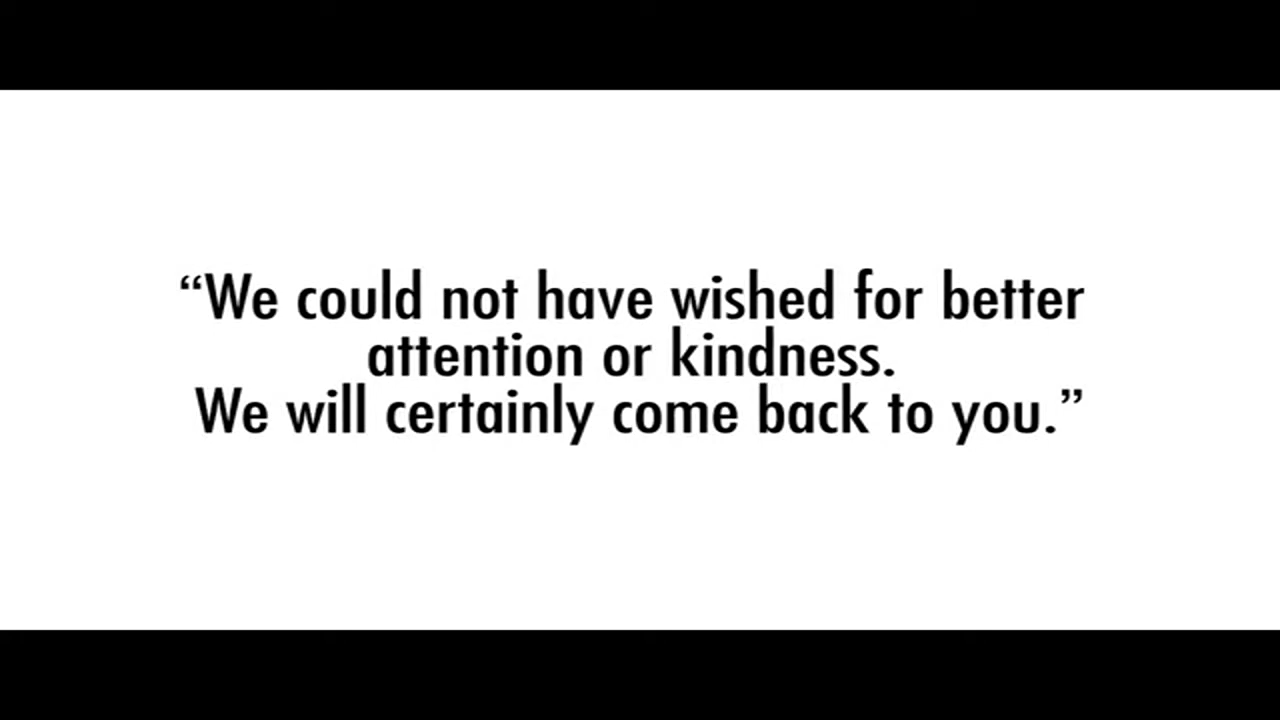 “We could not have wished for better
attention or kindness.
We will certainly come back to you.”